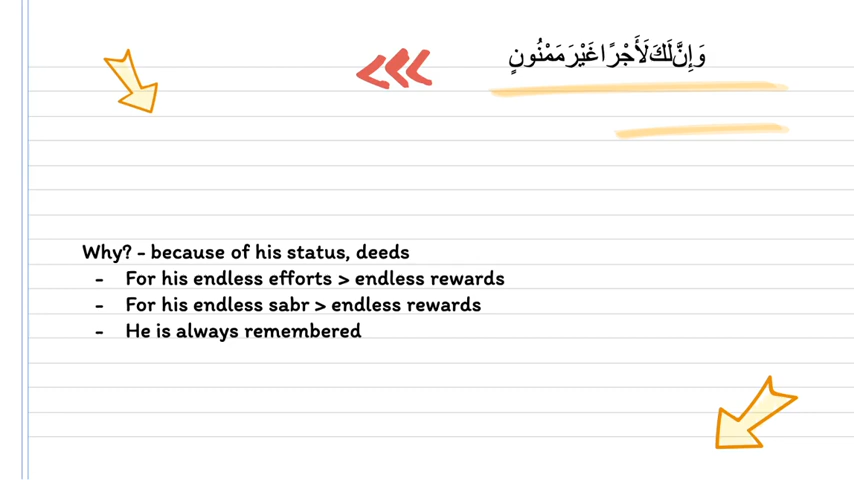 وَإِنَّ لَكَ لَأَجْرًا غَيْرَ مَمْنُونٍ
Why? - because of his status, deeds
- For his endless efforts > endless rewards
- For his endless sabr > endless rewards
- He is always remembered